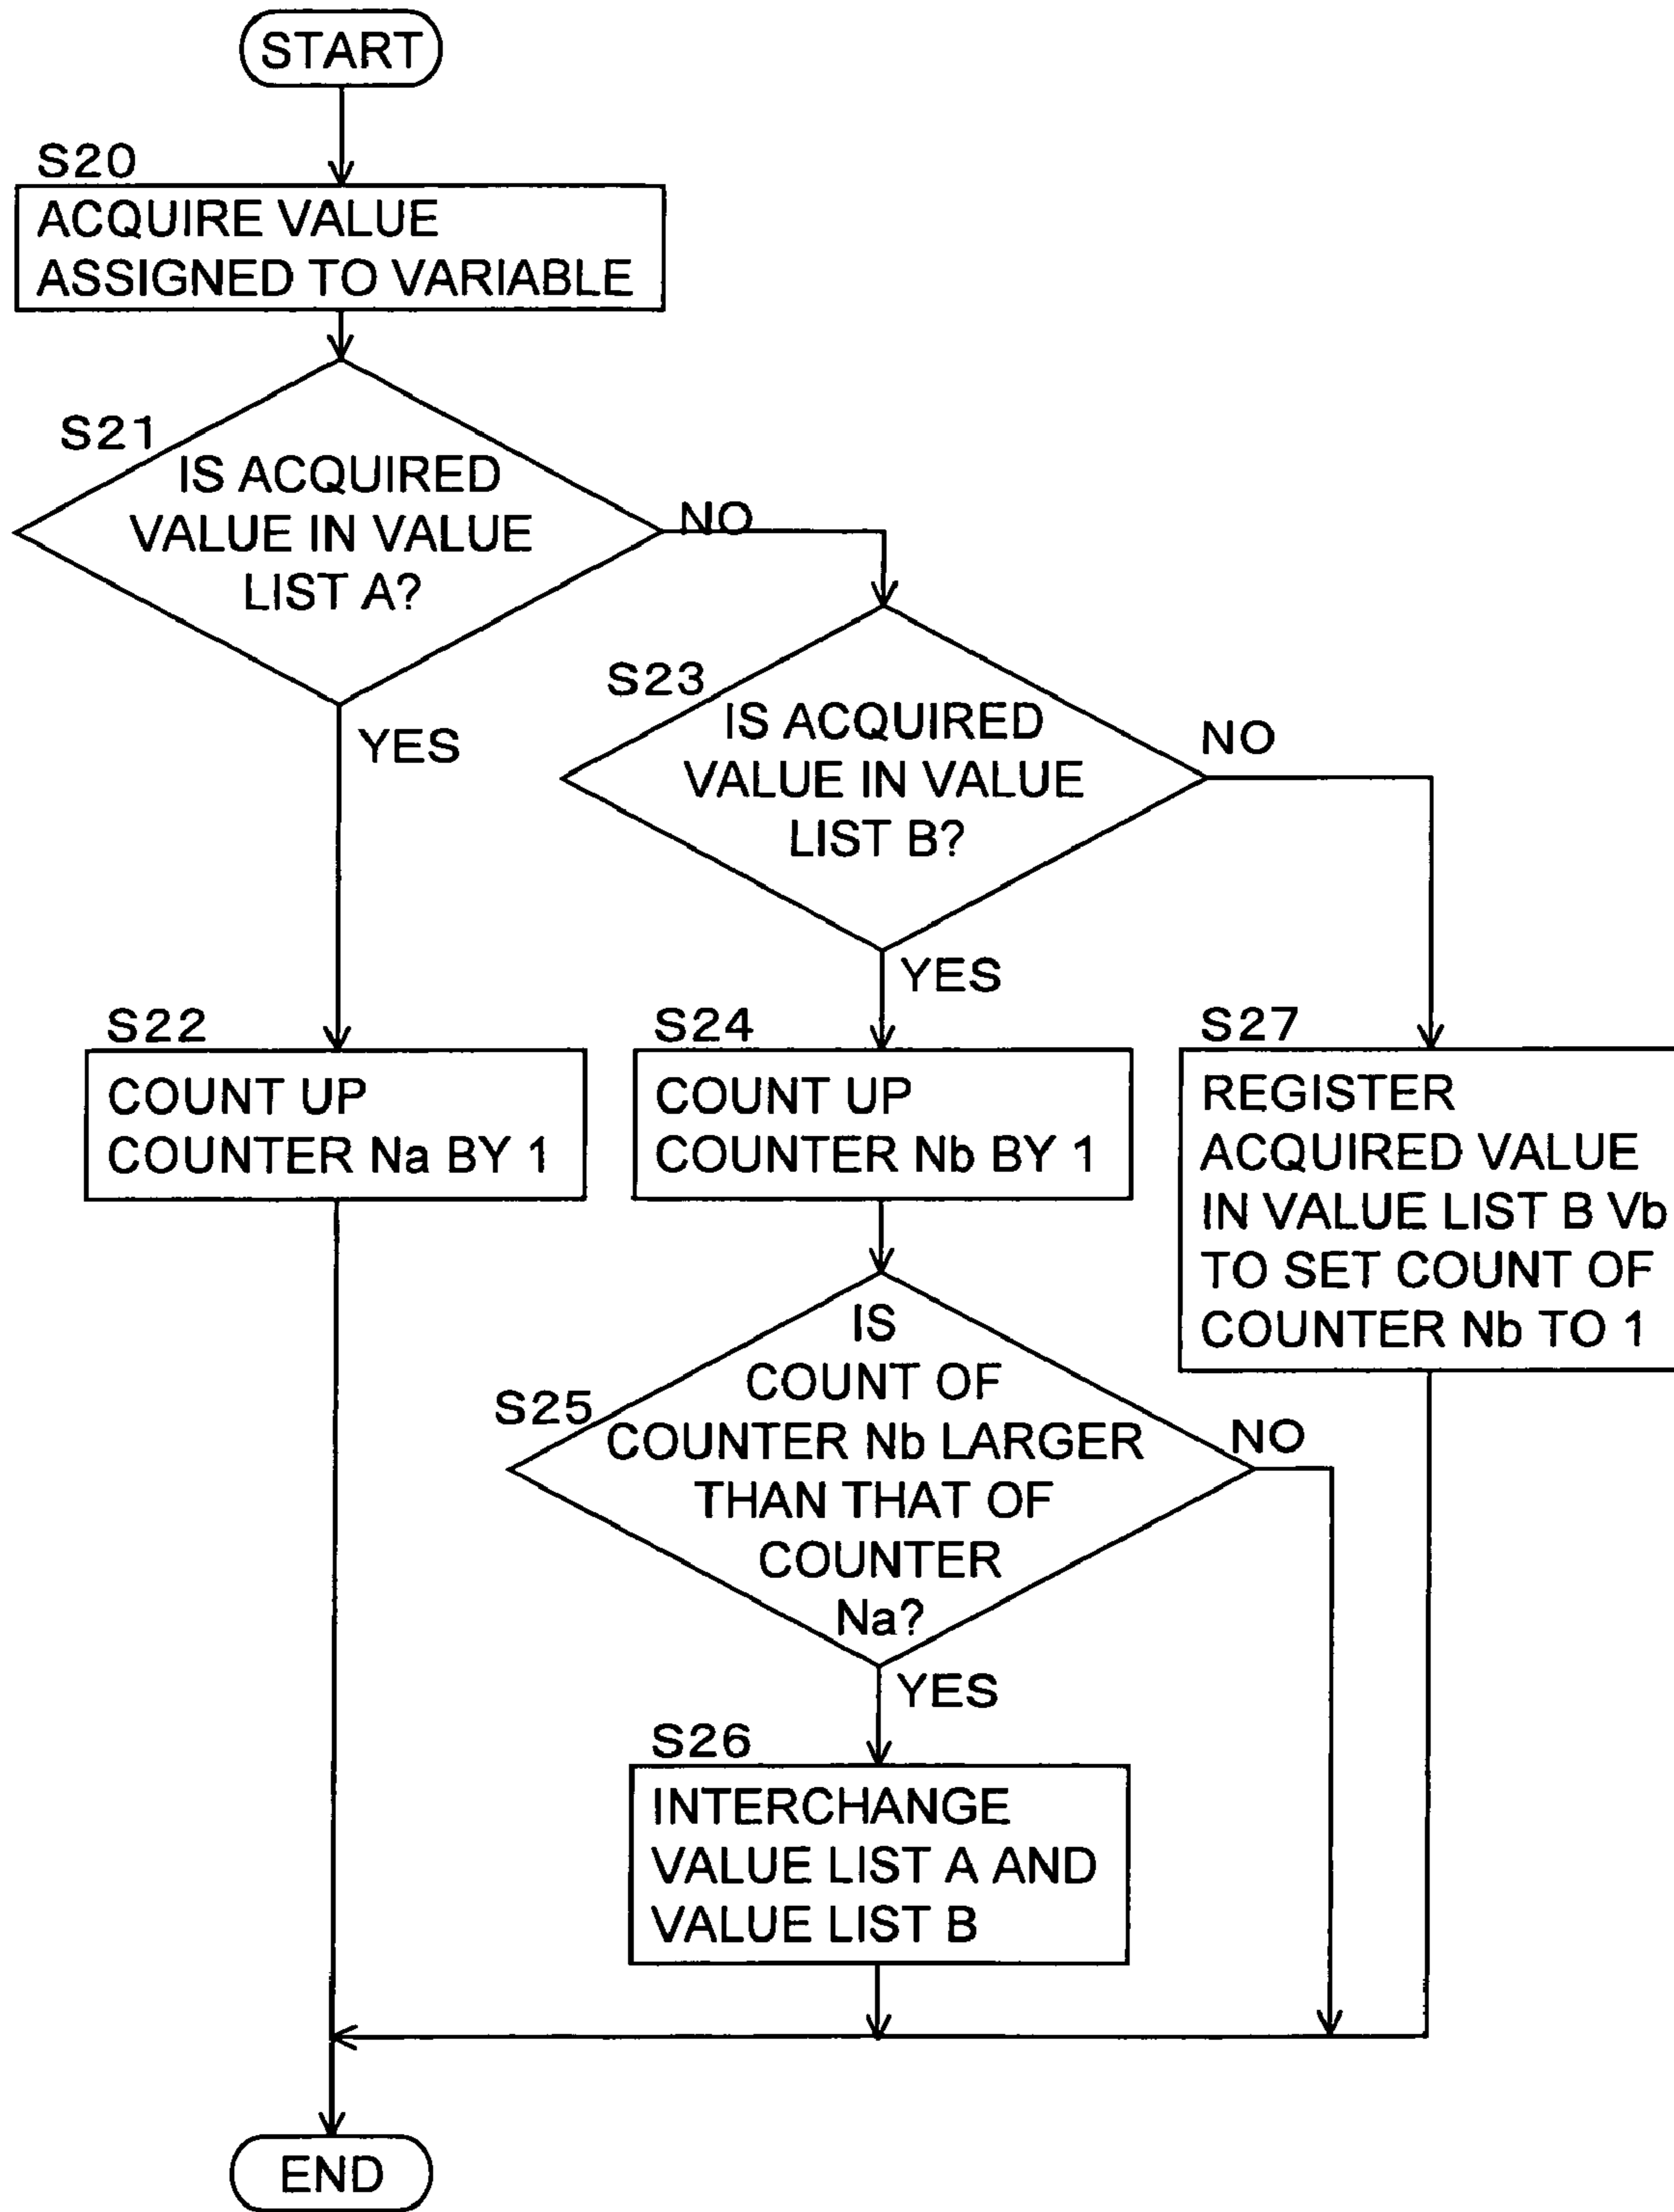 START
S20
ACQUIRE VALUE
ASSIGNED TO VARIABLE
S21
IS ACQUIRED
VALUE IN VALUE
LIST A?
NO
YES
S23
IS ACQUIRED
VALUE IN VALUE
LIST B?
NO
YES
S22
COUNT UP
COUNTER Na BY 1
S24
COUNT UP
COUNTER Nb BY 1
S27
REGISTER
ACQUIRED VALUE
IN VALUE LIST B Vb
TO SET COUNT OF
COUNTER Nb TO 1
S25
IS
COUNT OF
COUNTER Nb LARGER
THAN THAT OF
COUNTER
Na?
NO
YES
S26
INTERCHANGE
VALUE LIST A AND
VALUE LIST B
END